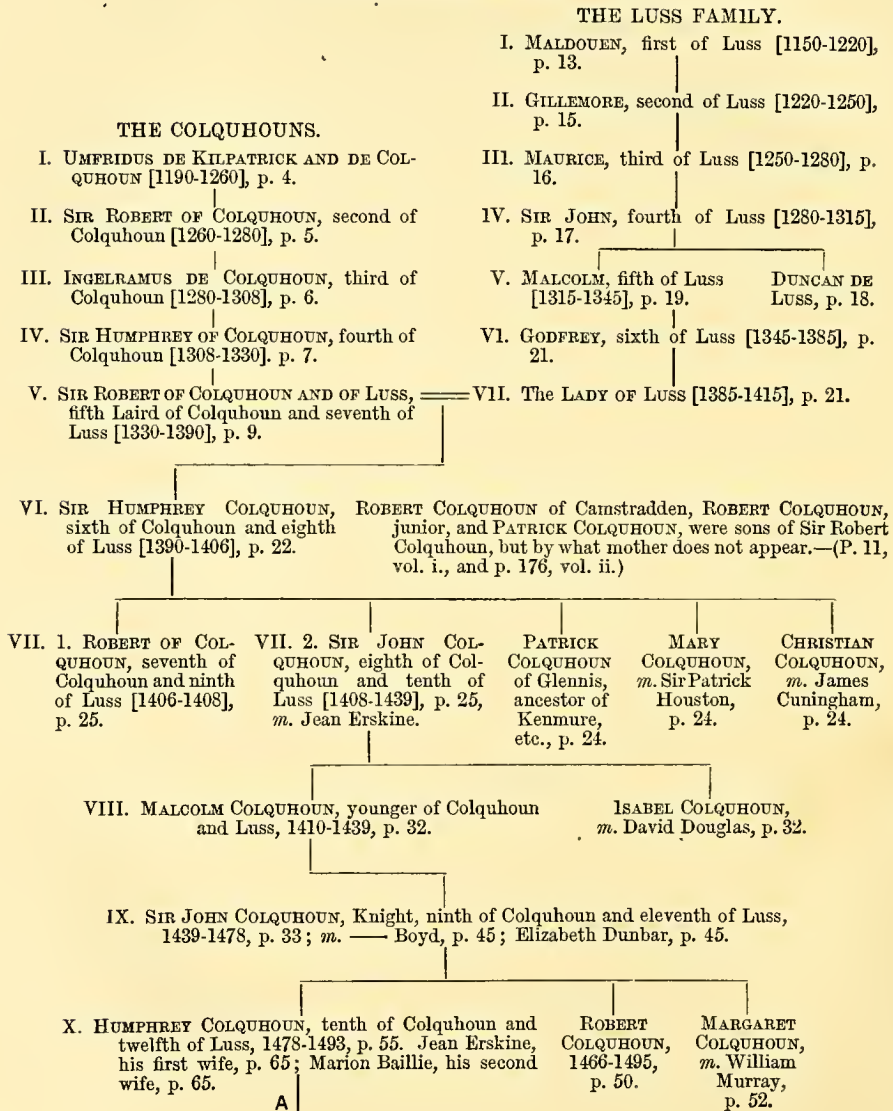 THE LUSS FAMILY.
I. MALDOUEN, first of Luss [1150-1220],
p. 13.
II. GILLEMORE, second of Luss [1220-1250],
p. 15.
III. MAURICE, third of Luss [1250-1280], p.
16.
IV. SIR JOHN, fourth of Luss [1280-1315],
p. 17.
V. MALCOLM, fifth of Luss
[1315-1345], p. 19.
DUNCAN DE
LUSS, p. 18.
VI. GODFREY, sixth of Luss [1345-1385], p.
21.
VII. The LADY OF LUSS [1385-1415], p. 21.
THE COLQUHOUNS.
I. UMFRIDUS DE KILPATRICK AND DE COL-
QUHOUN [1190-1260], p. 4.
II. SIR ROBERT OF COLQUHOUN, second of
Colquhoun [1260-1280], p. 5.
III. INGELRAMUS DE COLQUHOUN, third of
Colquhoun [1280-1308], p. 6.
IV. SIR HUMPHREY OF COLQUHOUN, fourth of
Colquhoun [1308-1330]. p. 7.
V. SIR ROBERT OF COLQUHOUN AND OF LUSS,
fifth Laird of Colquhoun and seventh of
Luss [1330-1390], p. 9.
VI. SIR HUMPHREY COLQUHOUN,
sixth of Colquhoun and eighth
of Luss [1390-1406], p. 22.
ROBERT COLQUHOUN of Camstradden, ROBERT COLQUHOUN,
junior, and PATRICK COLQUHOUN, were sons of Sir Robert
Colquhoun, but by what mother does not appear.—(P. 11,
vol. i., and p. 176, vol. ii.)
VII. 1. ROBERT OF COL-
QUHOUN, seventh of
Colquhoun and ninth
of Luss [1406-1408],
p. 25.
VII. 2. SIR JOHN COL-
QUHOUN, eighth of Col-
quhoun and tenth of
Luss [1408-1439], p. 25,
m. Jean Erskine.
PATRICK
COLQUHOUN
of Glennis,
ancestor of
Kenmure,
etc., p. 24.
MARY
COLQUHOUN,
m. Sir Patrick
Houston,
p. 24.
CHRISTIAN
COLQUHOUN,
m. James
Cuningham,
p. 24.
VIII. MALCOLM COLQUHOUN, younger of Colquhoun
and Luss, 1410-1439, p. 32.
ISABEL COLQUHOUN,
m. David Douglas, p. 32.
IX. SIR JOHN COLQUHOUN, Knight, ninth of Colquhoun and eleventh of Luss,
1439-1478, p. 33; m. —— Boyd, p. 45; Elizabeth Dunbar, p. 45.
X. HUMPHREY COLQUHOUN, tenth of Colquhoun and
twelfth of Luss, 1478-1493, p. 55. Jean Erskine,
his first wife, p. 65; Marion Baillie, his second
wife, p. 65.
ROBERT
COLQUHOUN,
1466-1495,
p. 50.
MARGARET
COLQUHOUN,
m. William
Murray,
p. 52.
A